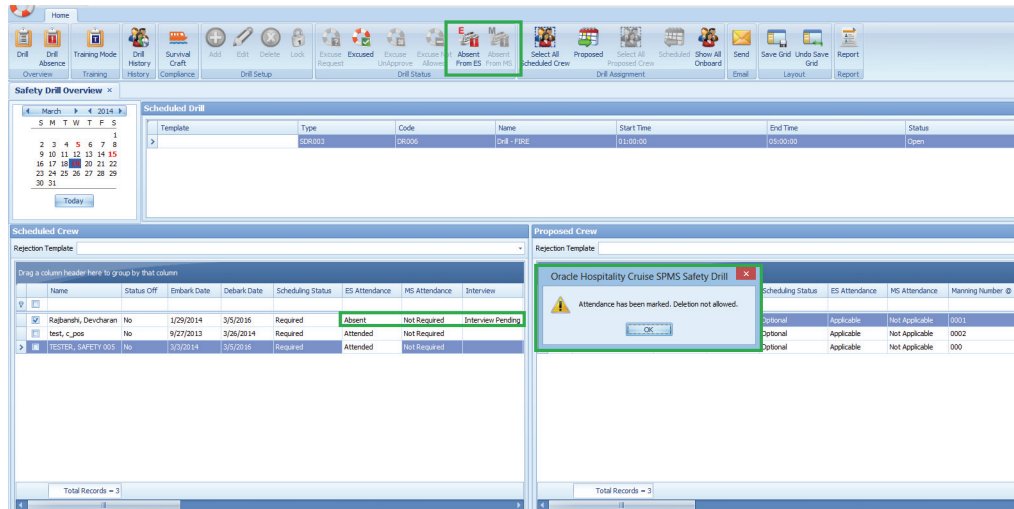 Home
Drill
Drill Absence
Training Mode
Drill History
Survival Craft
Add
Edit
Delete
Lock
Excuse Request
Excused
Excuse UnApprove
Excuse Not Allowed
Absent From ES
Absent From MS
Select All Scheduled Crew
Proposed
Select All Proposed Crew
Scheduled
Show All Onboard
Send
Save Grid
Undo Save Grid
Report
Overview
Training
History
Compliance
Drill Setup
Drill Status
Drill Assignment
Email
Layout
Report
Safety Drill Overview ×
March 2014
S M T W T F S
1
2 3 4 5 6 7 8
9 10 11 12 13 14 15
16 17 18 20 21 22
23 24 25 26 27 28 29
30 31
Today
Scheduled Drill
Template Type Code Name Start Time End Time Status
SDR003 DR006 Drill - FIRE 01:00:00 05:00:00 Open
Scheduled Crew
Rejection Template
Drag a column header here to group by that column
Name Status Off Embark Date Debark Date Scheduling Status ES Attendance MS Attendance Interview
Rajbanshi, Devcharan No 1/29/2014 3/5/2016 Required Absent Not Required Interview Pending
test, c_pos No 9/27/2013 3/26/2014 Required Attended Not Required
TESTER, SAFETY 005 No 3/3/2014 3/5/2016 Required Attended Not Required
Total Records = 3
Proposed Crew
Rejection Template
Oracle Hospitality Cruise SPMS Safety Drill
Attendance has been marked. Deletion not allowed.
OK
Scheduling Status ES Attendance MS Attendance Manning Number @
Optional Applicable Not Applicable 0001
Optional Applicable Not Applicable 0002
Optional Applicable Not Applicable 000
Total Records = 3